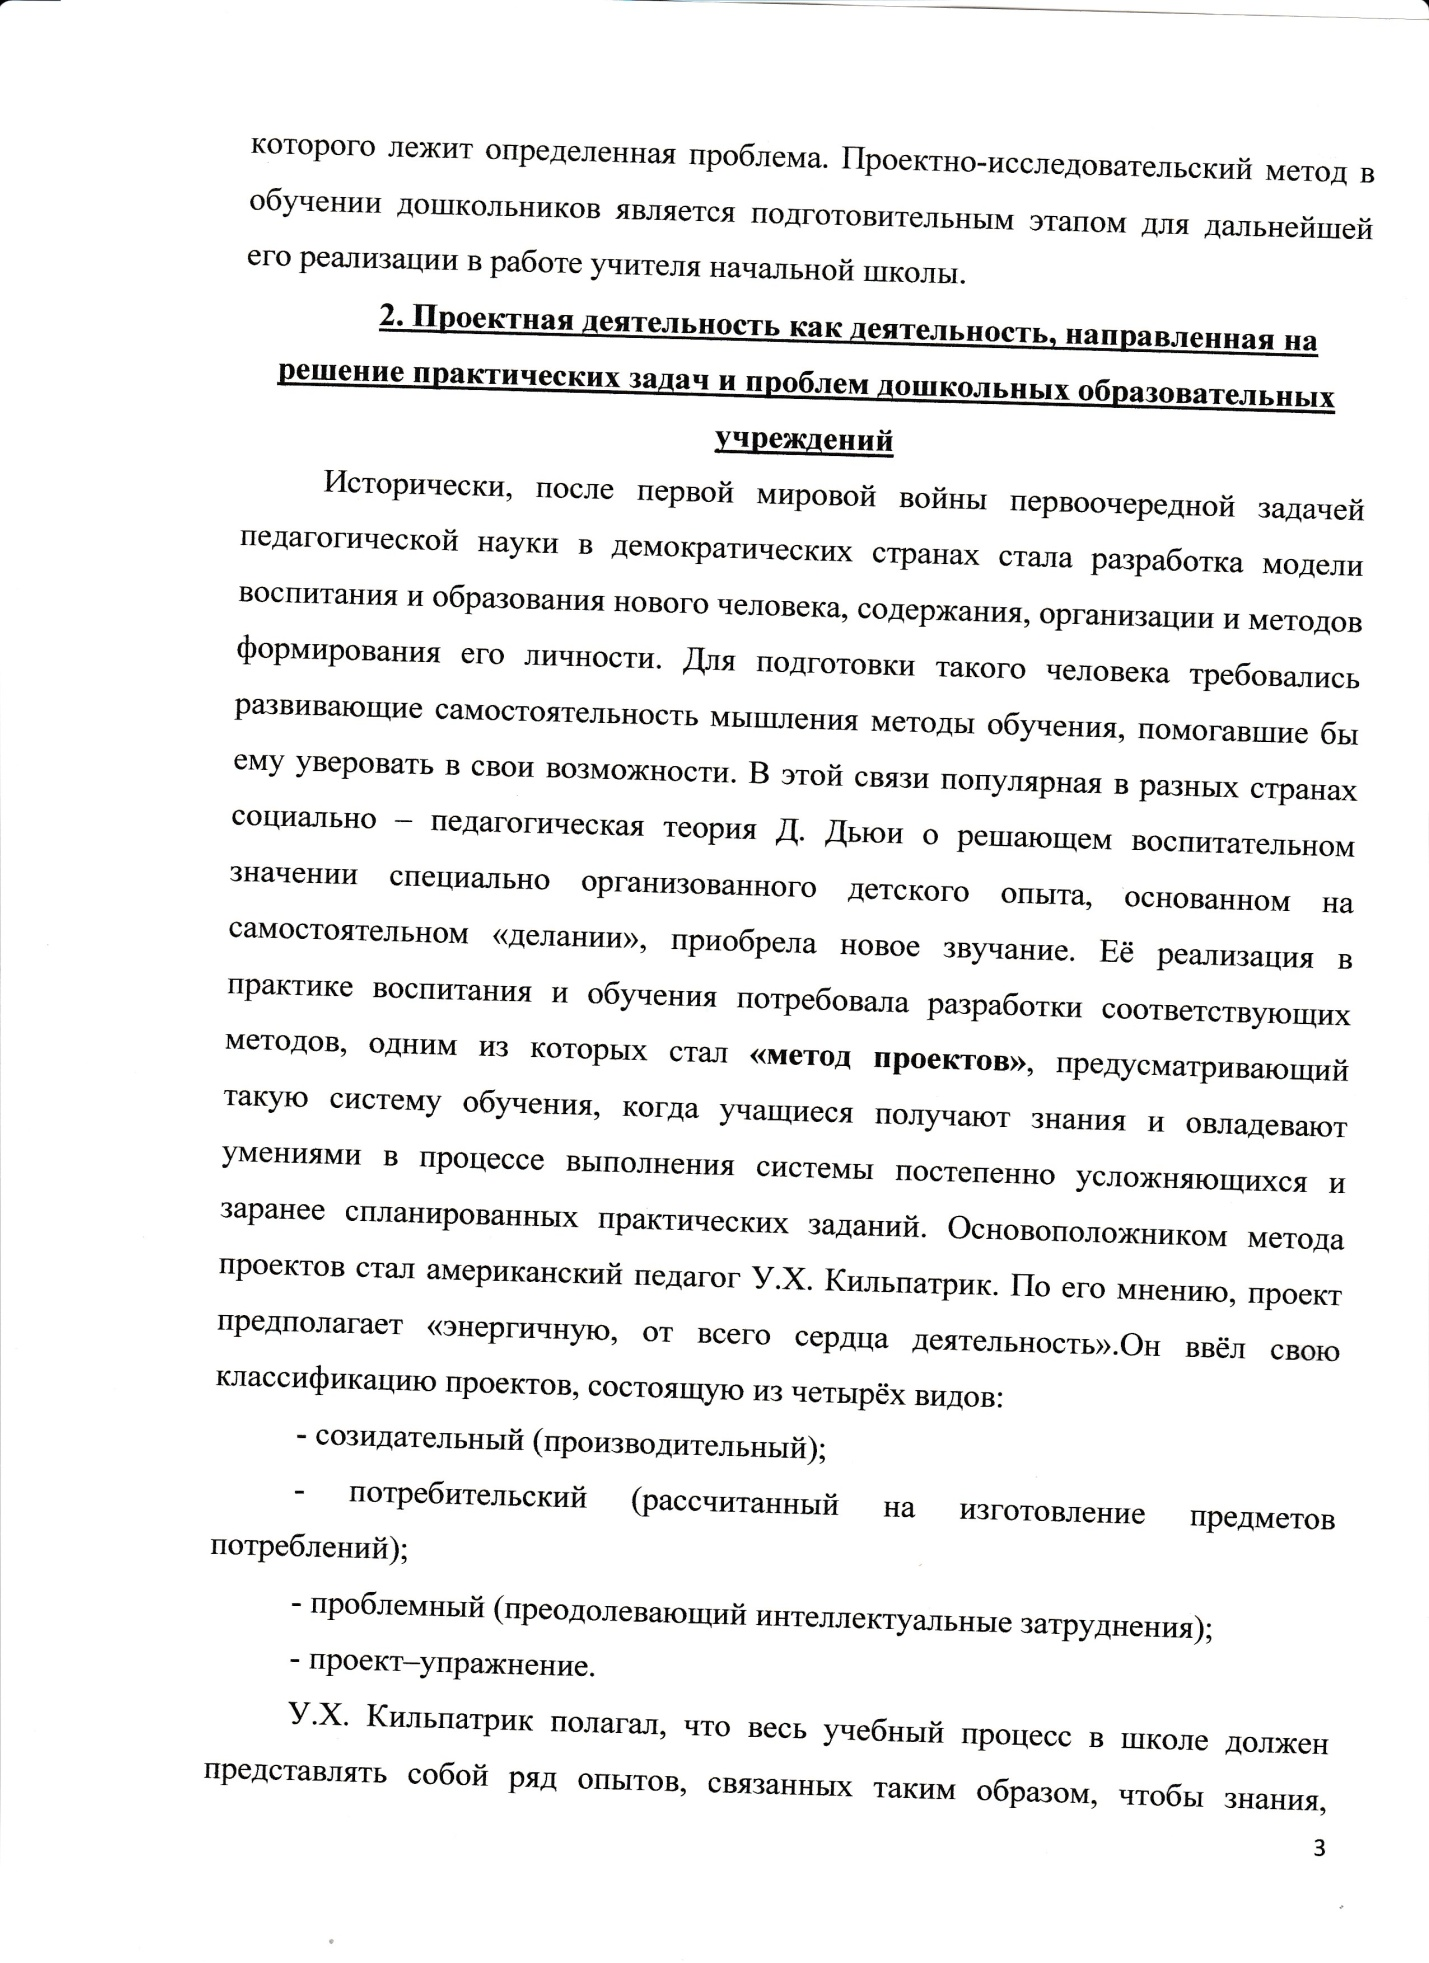 которого лежит определенная проблема. Проектно-исследовательский метод в
обучении дошкольников является подготовительным этапом для дальнейшей
его реализации в работе учителя начальной школы.
2. Проектная деятельность как деятельность, направленная на
решение практических задач и проблем дошкольных образовательных
учреждений
Исторически, после первой мировой войны первоочередной задачей
педагогической науки в демократических странах стала разработка модели
воспитания и образования нового человека, содержания, организации и методов
формирования его личности. Для подготовки такого человека требовались
развивающие самостоятельность мышления методы обучения, помогавшие бы
ему уверовать в свои возможности. В этой связи популярная в разных странах
социально – педагогическая теория Д. Дьюи о решающем воспитательном
значении специально организованного детского опыта, основанном на
самостоятельном «делании», приобрела новое звучание. Её реализация в
практике воспитания и обучения потребовала разработки соответствующих
методов, одним из которых стал «метод проектов», предусматривающий
такую систему обучения, когда учащиеся получают знания и овладевают
умениями в процессе выполнения системы постепенно усложняющихся и
заранее спланированных практических заданий. Основоположником метода
проектов стал американский педагог У.Х. Кильпатрик. По его мнению, проект
предполагает «энергичную, от всего сердца деятельность».Он ввёл свою
классификацию проектов, состоящую из четырёх видов:
- созидательный (производительный);
- потребительский (рассчитанный на изготовление предметов
потреблений);
- проблемный (преодолевающий интеллектуальные затруднения);
- проект–упражнение.
У.Х. Кильпатрик полагал, что весь учебный процесс в школе должен
представлять собой ряд опытов, связанных таким образом, чтобы знания,
3